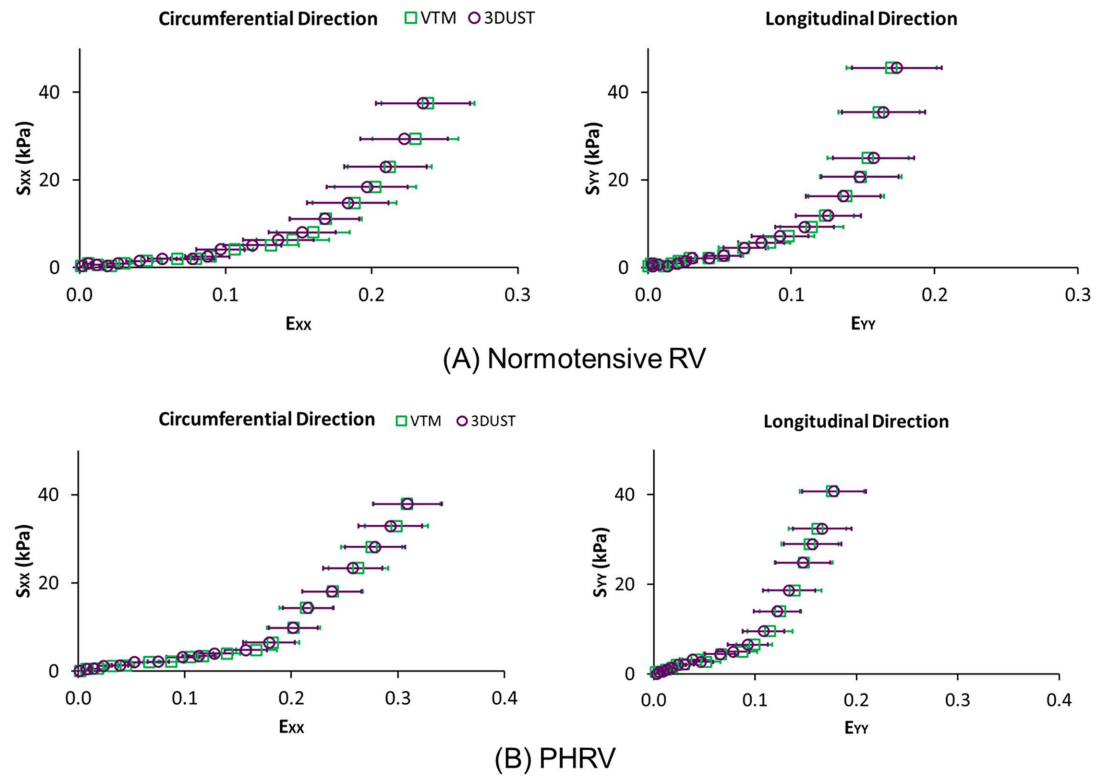 (A) Normotensive RV
Circumferential Direction
VTM 3DUST
SXX (kPa)
40
20
0
0.0 0.1 0.2 0.3
EXX
Longitudinal Direction
SYY (kPa)
40
20
0
0.0 0.1 0.2 0.3
EYY
(B) PHRV
Circumferential Direction
VTM 3DUST
SXX (kPa)
40
20
0
0.0 0.1 0.2 0.3 0.4
EXX
Longitudinal Direction
SYY (kPa)
40
20
0
0.0 0.1 0.2 0.3 0.4
EYY